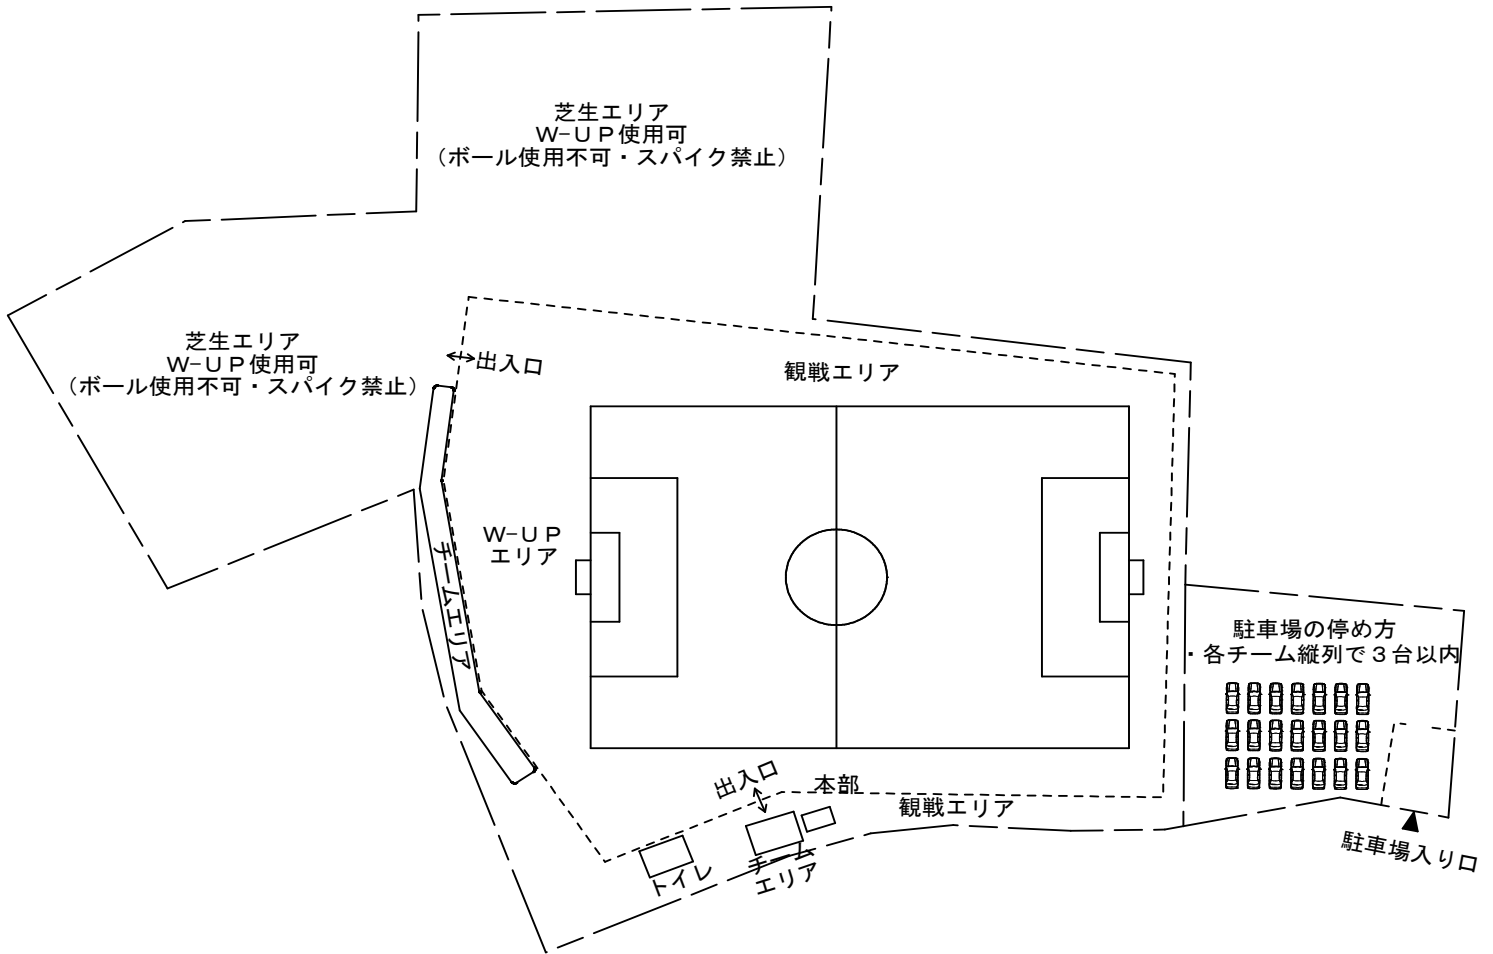 芝生エリア
W-UP使用可
（ボール使用不可・スパイク禁止）
芝生エリア
W-UP使用可
（ボール使用不可・スパイク禁止）
出入口
観戦エリア
W-UP
エリア
チームエリア
駐車場の停め方
・各チーム縦列で３台以内
出入口
本部
観戦エリア
トイレ
チーム
エリア
駐車場入り口